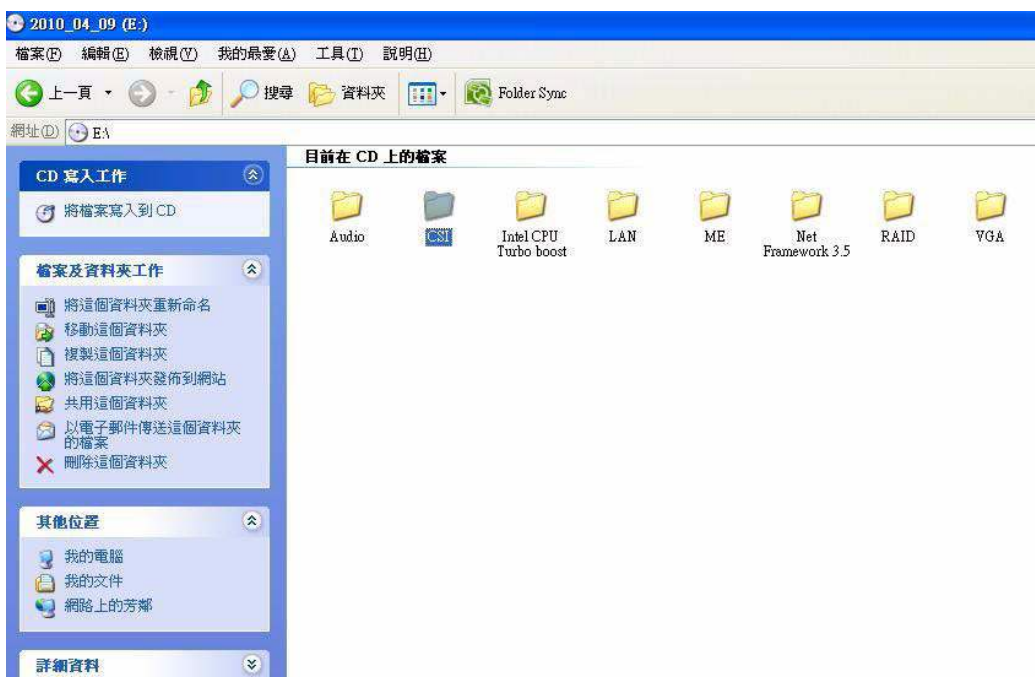 2010_04_09 (E:)
檔案(F) 編輯(E) 檢視(V) 我的最愛(A) 工具(T) 說明(H)
上一頁 搜尋 資料夾 Folder Sync
網址(D) E:\
目前在 CD 上的檔案
CD 寫入工作
將檔案寫入到 CD
Audio CSI Intel CPU LAN ME Net RAID VGA
Turbo boost Framework 3.5
檔案及資料夾工作
將這個資料夾重新命名
移動這個資料夾
複製這個資料夾
將這個資料夾發佈到網站
共用這個資料夾
以電子郵件傳送這個資料夾
的檔案
刪除這個資料夾
其他位置
我的電腦
我的文件
網路上的芳鄰
詳細資料